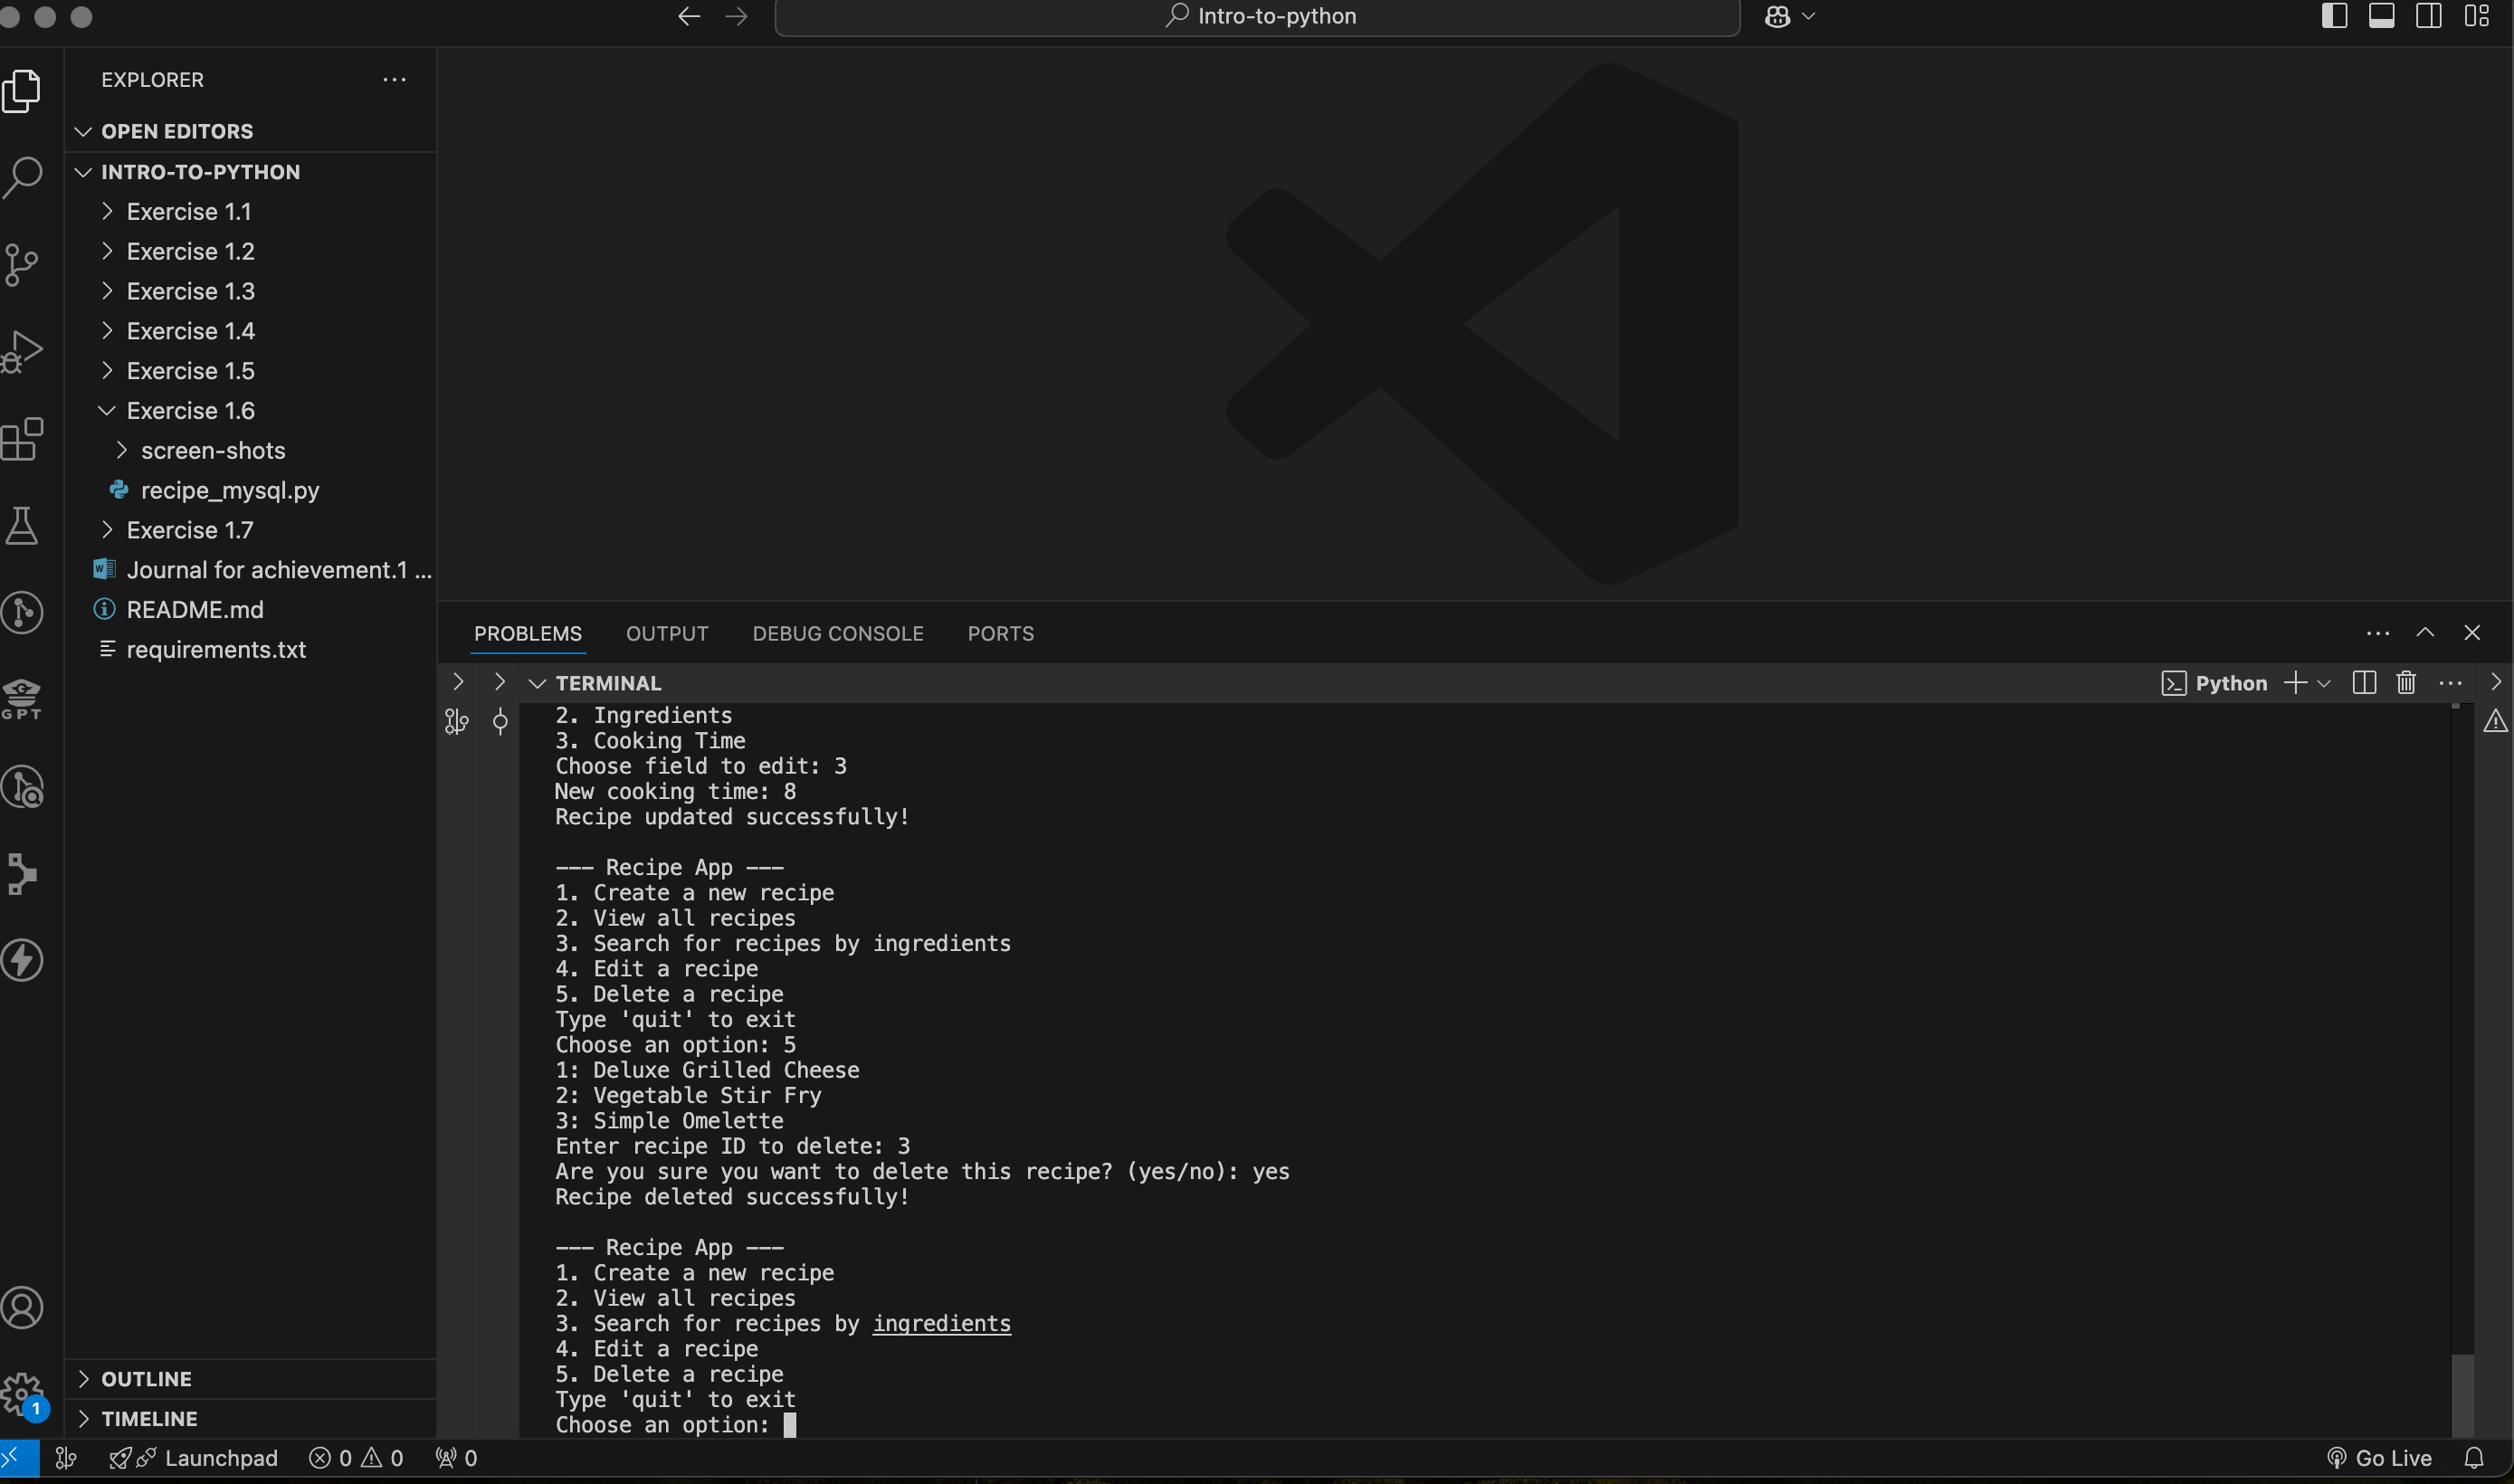 Intro-to-python
EXPLORER
OPEN EDITORS
INTRO-TO-PYTHON
Exercise 1.1
Exercise 1.2
Exercise 1.3
Exercise 1.4
Exercise 1.5
Exercise 1.6
screen-shots
recipe_mysql.py
Exercise 1.7
Journal for achievement.1 ...
README.md
requirements.txt
GPT
OUTLINE
TIMELINE
1
PROBLEMS OUTPUT DEBUG CONSOLE PORTS
TERMINAL
Python
2. Ingredients
3. Cooking Time
Choose field to edit: 3
New cooking time: 8
Recipe updated successfully!
--- Recipe App ---
1. Create a new recipe
2. View all recipes
3. Search for recipes by ingredients
4. Edit a recipe
5. Delete a recipe
Type 'quit' to exit
Choose an option: 5
1: Deluxe Grilled Cheese
2: Vegetable Stir Fry
3: Simple Omelette
Enter recipe ID to delete: 3
Are you sure you want to delete this recipe? (yes/no): yes
Recipe deleted successfully!
--- Recipe App ---
1. Create a new recipe
2. View all recipes
3. Search for recipes by ingredients
4. Edit a recipe
5. Delete a recipe
Type 'quit' to exit
Choose an option:
Launchpad 0 0 0 Go Live